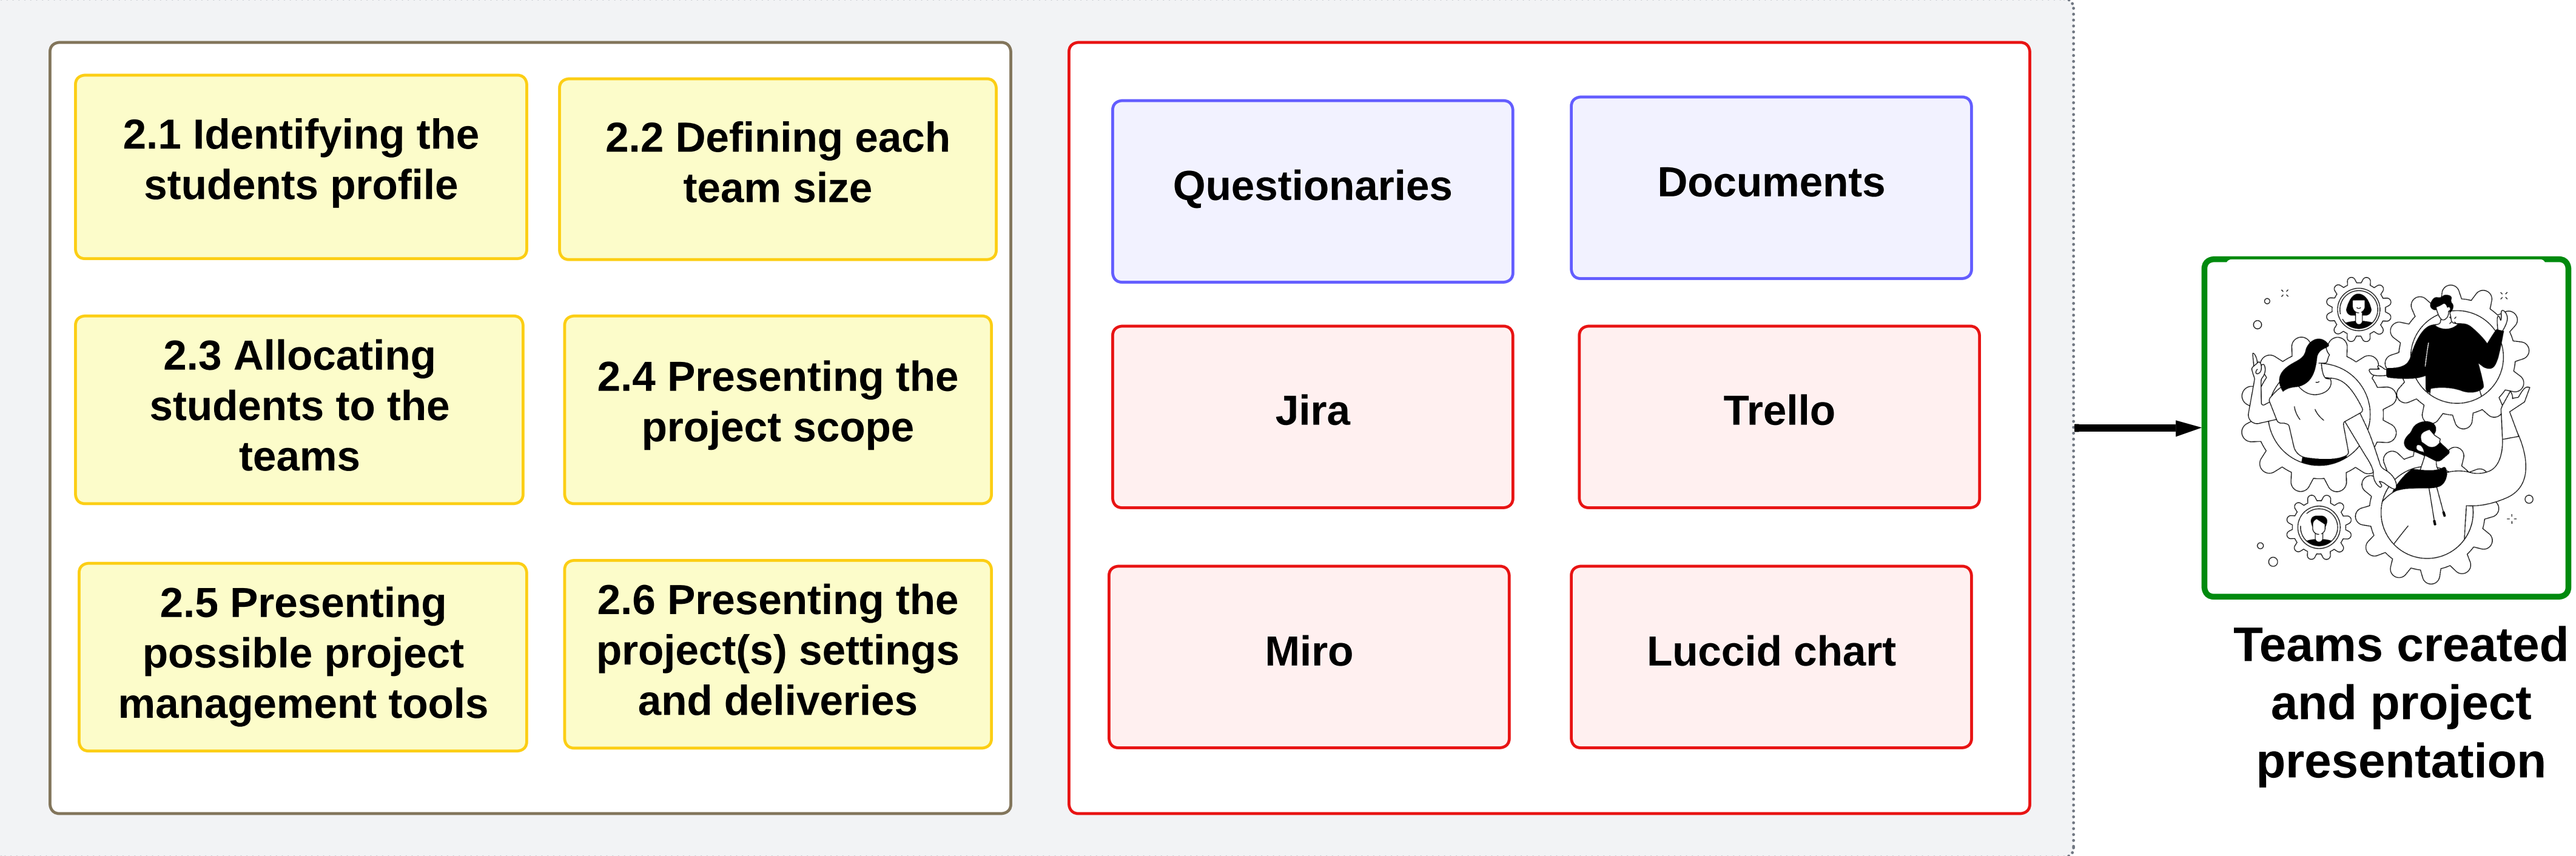 2.1 Identifying the
students profile
2.2 Defining each
team size
2.3 Allocating
students to the
teams
2.4 Presenting the
project scope
2.5 Presenting
possible project
management tools
2.6 Presenting the
project(s) settings
and deliveries
Questionaries
Documents
Jira
Trello
Miro
Luccid chart
Teams created
and project
presentation